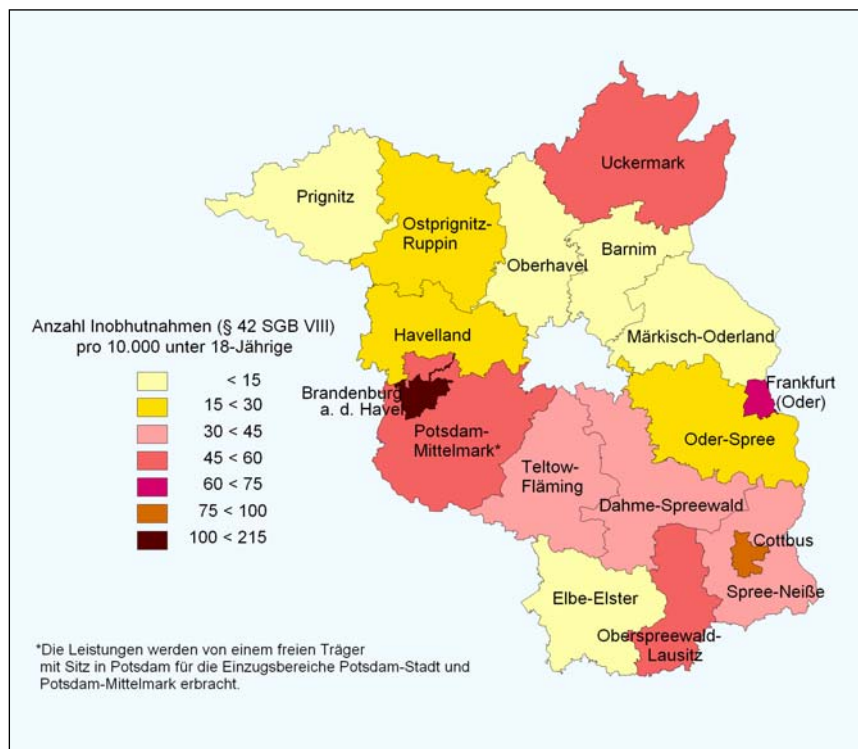 Uckermark
Prignitz
Ostprignitz-
Ruppin
Barnim
Oberhavel
Anzahl Inobhutnahmen (§ 42 SGB VIII)
pro 10.000 unter 18-Jährige
Havelland
Märkisch-Oderland
< 15
15 < 30
30 < 45
45 < 60
60 < 75
75 < 100
100 < 215
Brandenburg
a. d. Havel
Frankfurt
(Oder)
Potsdam-
Mittelmark*
Oder-Spree
Teltow-
Fläming
Dahme-Spreewald
Cottbus
Spree-Neiße
Elbe-Elster
Oberspreewald-
Lausitz
*Die Leistungen werden von einem freien Träger
mit Sitz in Potsdam für die Einzugsbereiche Potsdam-Stadt und
Potsdam-Mittelmark erbracht.